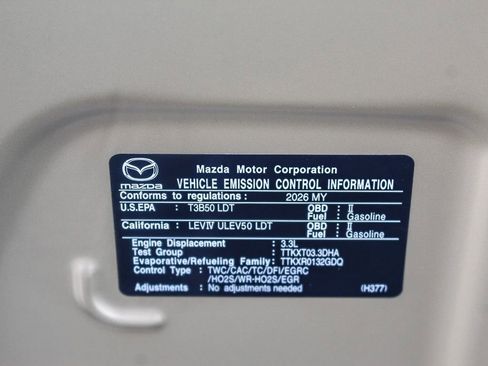 Mazda Motor Corporation
mazda VEHICLE EMISSION CONTROL INFORMATION
Conforms to regulations : 2026 MY
U.S.EPA : T3B50 LDT OBD : II
Fuel : Gasoline
California : LEVIV ULEV50 LDT OBD : II
Fuel : Gasoline
Engine Displacement : 3.3L
Test Group : TTKXT03.3DHA
Evaporative/Refueling Family : TTKXR0132GDQ
Control Type : TWC/CAC/TC/DFI/EGRC
/HO2S/WR-HO2S/EGR
Adjustments : No adjustments needed (H377)